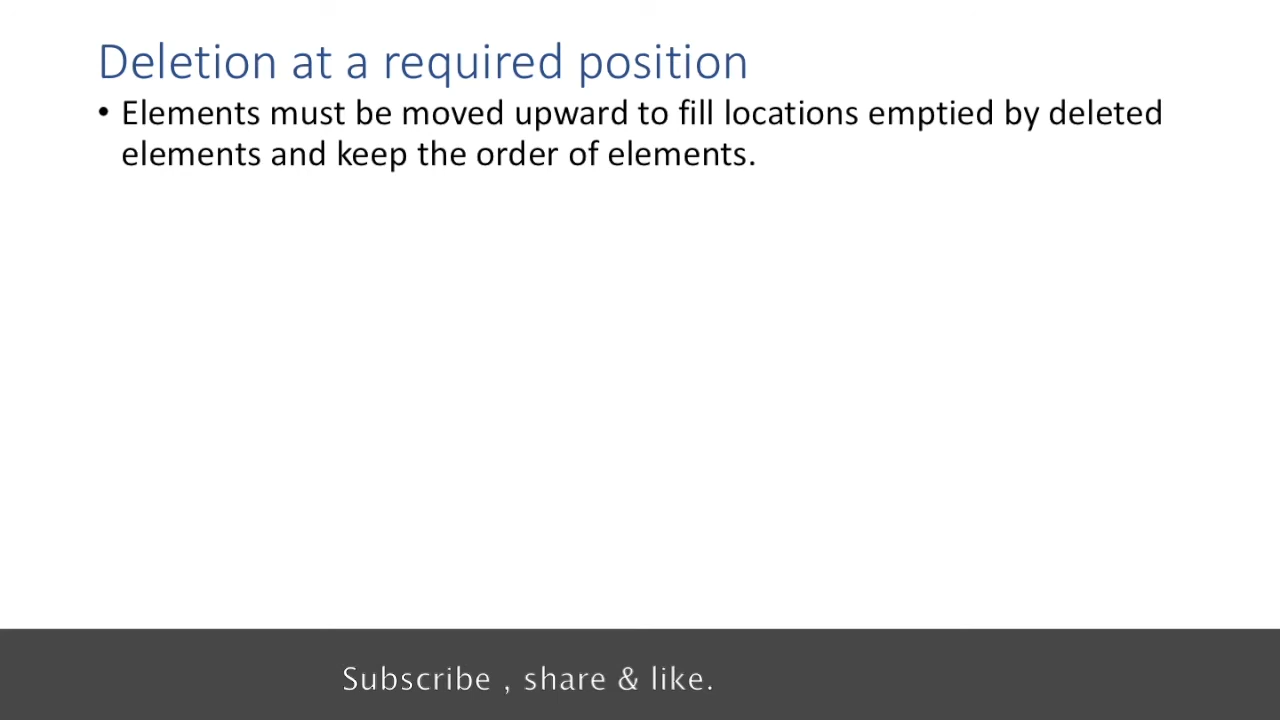 Deletion at a required position
• Elements must be moved upward to fill locations emptied by deleted
elements and keep the order of elements.
Subscribe , share & like.